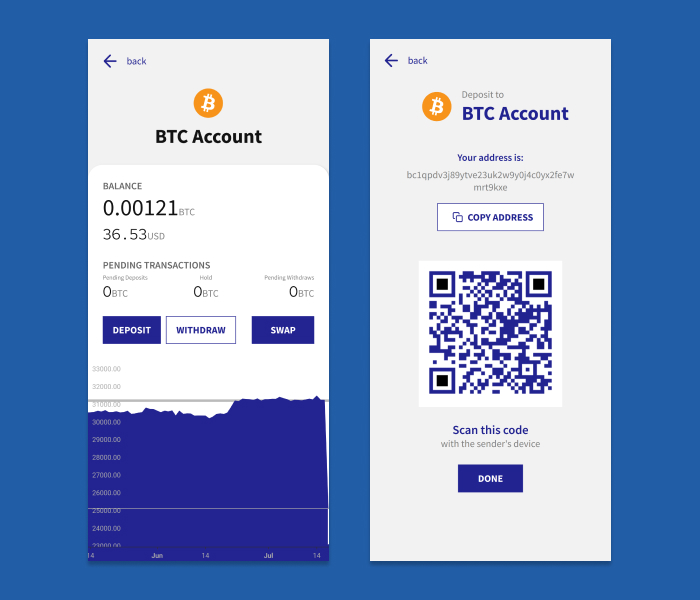 back
BTC Account
BALANCE
0.00121BTC
36.53USD
PENDING TRANSACTIONS
Pending Deposits Hold Pending Withdraws
0BTC 0BTC 0BTC
DEPOSIT WITHDRAW SWAP
33000.00
32000.00
31000.00
30000.00
29000.00
28000.00
27000.00
26000.00
25000.00
24000.00
23000.00
14 Jun 14 Jul 14
back
Deposit to
BTC Account
Your address is:
bc1qpdv3j89ytve23uk2w9y0j4c0yx2fe7w
mrt9kxe
COPY ADDRESS
Scan this code
with the sender's device
DONE